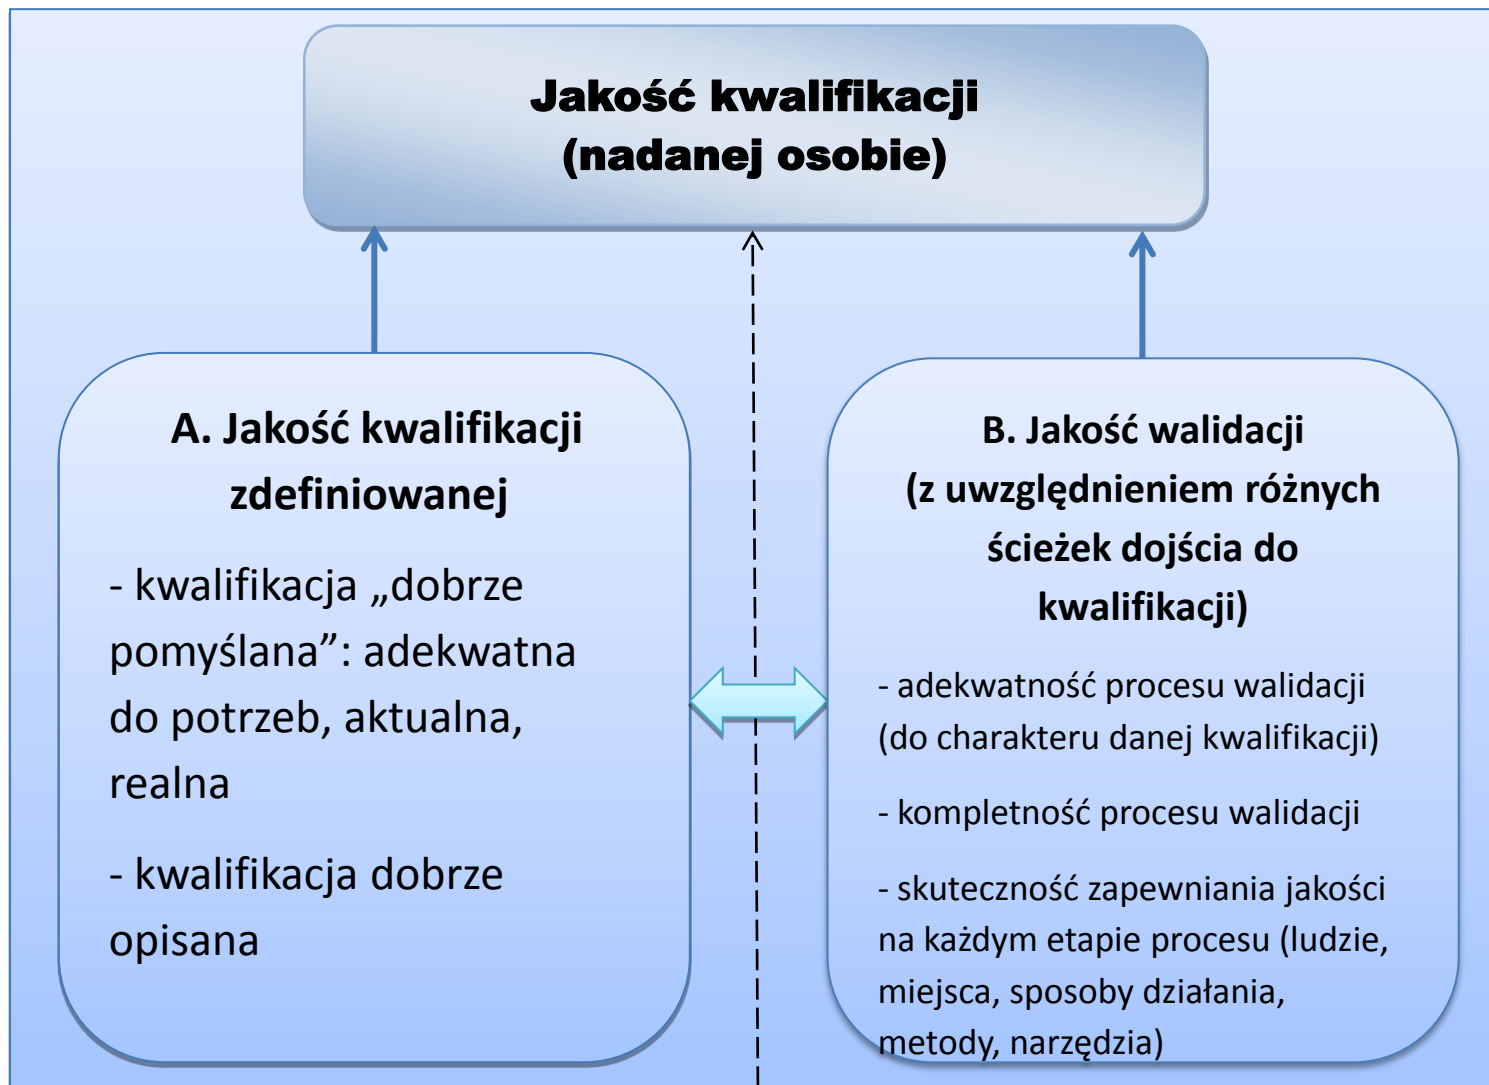 Jakość kwalifikacji
(nadanej osobie)
A. Jakość kwalifikacji
zdefiniowanej
- kwalifikacja „dobrze
pomyślana”: adekwatna
do potrzeb, aktualna,
realna
- kwalifikacja dobrze
opisana
B. Jakość walidacji
(z uwzględnieniem różnych
ścieżek dojścia do
kwalifikacji)
- adekwatność procesu walidacji
(do charakteru danej kwalifikacji)
- kompletność procesu walidacji
- skuteczność zapewniania jakości
na każdym etapie procesu (ludzie,
miejsca, sposoby działania,
metody, narzędzia)